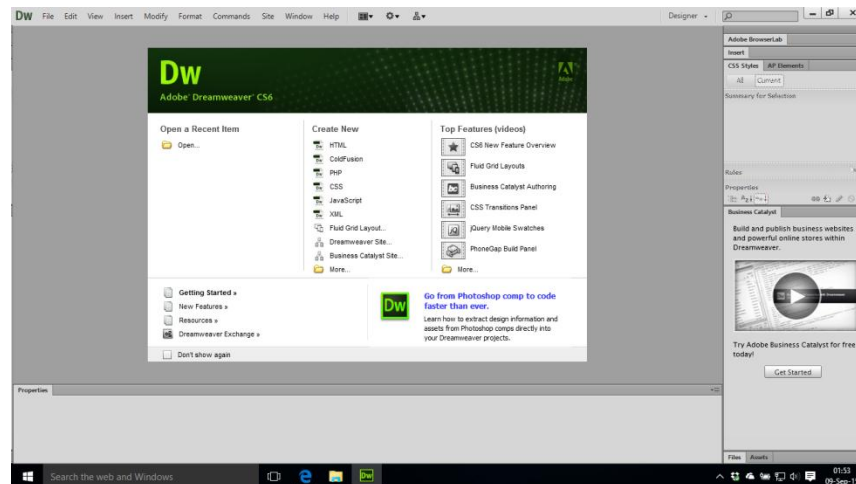 DW File Edit View Insert Modify Format Commands Site Window Help Designer
Adobe BrowserLab
Insert
CSS Styles AP Elements
All Current
Summary for Selection
Rules
Properties
Business Catalyst
Build and publish business websites
and powerful online stores within
Dreamweaver.
Try Adobe Business Catalyst for free
today!
Get Started
Files Assets
Dw
Adobe® Dreamweaver® CS6
Adobe
Open a Recent Item
Open...
Create New
HTML
ColdFusion
PHP
CSS
JavaScript
XML
Fluid Grid Layout...
Dreamweaver Site...
Business Catalyst Site...
More...
Top Features (videos)
CS6 New Feature Overview
Fluid Grid Layouts
Business Catalyst Authoring
CSS Transitions Panel
jQuery Mobile Swatches
PhoneGap Build Panel
More...
Getting Started »
New Features »
Resources »
Dreamweaver Exchange »
Dw
Go from Photoshop comp to code
faster than ever.
Learn how to extract design information and
assets from Photoshop comps directly into
your Dreamweaver projects.
Don't show again
Properties
Search the web and Windows
Dw
01:53